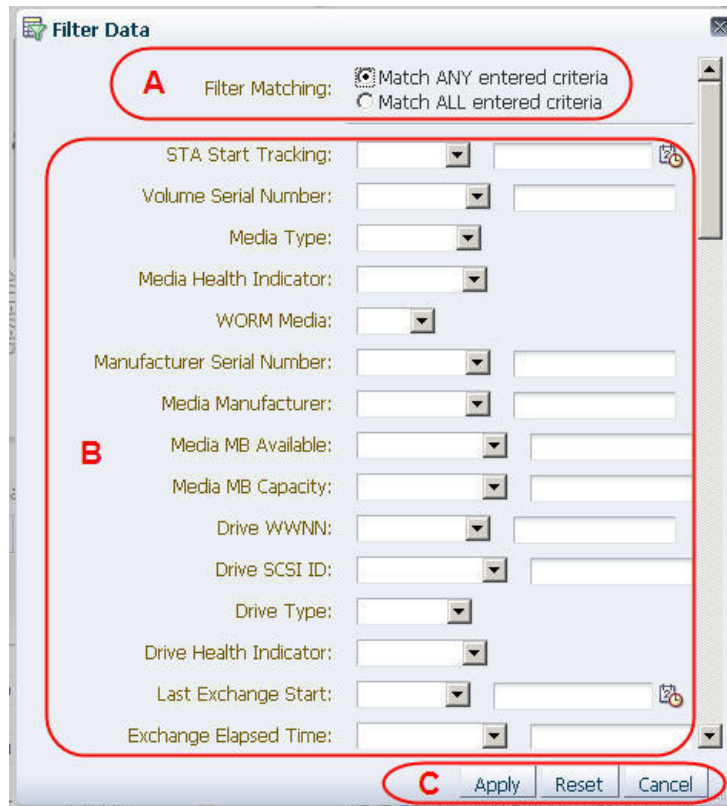 Filter Data
A
Filter Matching:
Match ANY entered criteria
Match ALL entered criteria
STA Start Tracking:
Volume Serial Number:
Media Type:
Media Health Indicator:
WORM Media:
Manufacturer Serial Number:
Media Manufacturer:
B
Media MB Available:
Media MB Capacity:
Drive WWNN:
Drive SCSI ID:
Drive Type:
Drive Health Indicator:
Last Exchange Start:
Exchange Elapsed Time:
C
Apply
Reset
Cancel